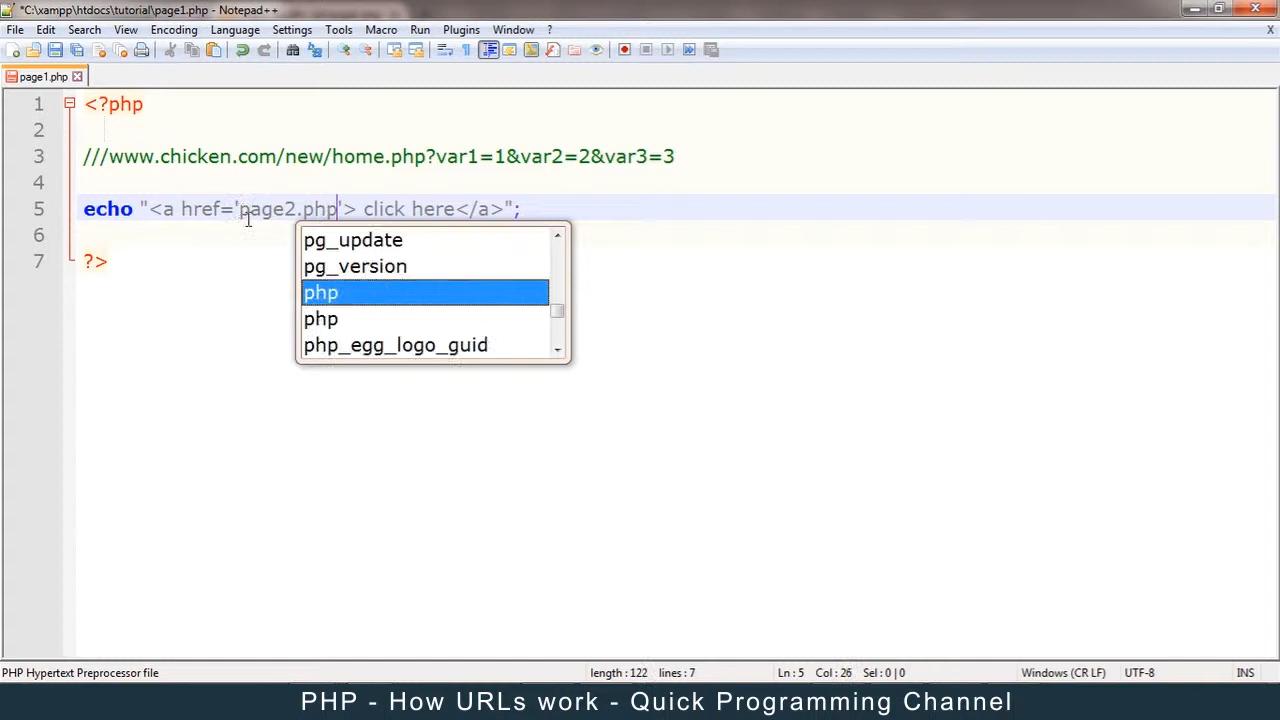 *C:\xampp\htdocs\tutorial\page1.php - Notepad++
File Edit Search View Encoding Language Settings Tools Macro Run Plugins Window ? X
page1.php
1 <?php
2
3 ///www.chicken.com/new/home.php?var1=1&var2=2&var3=3
4
5 echo "<a href='page2.php'> click here</a>";
6
7 ?>
pg_update
pg_version
php
php
php_egg_logo_guid
PHP Hypertext Preprocessor file length : 122 lines : 7 Ln : 5 Col : 26 Sel : 0 | 0 Windows (CR LF) UTF-8 INS
PHP - How URLs work - Quick Programming Channel